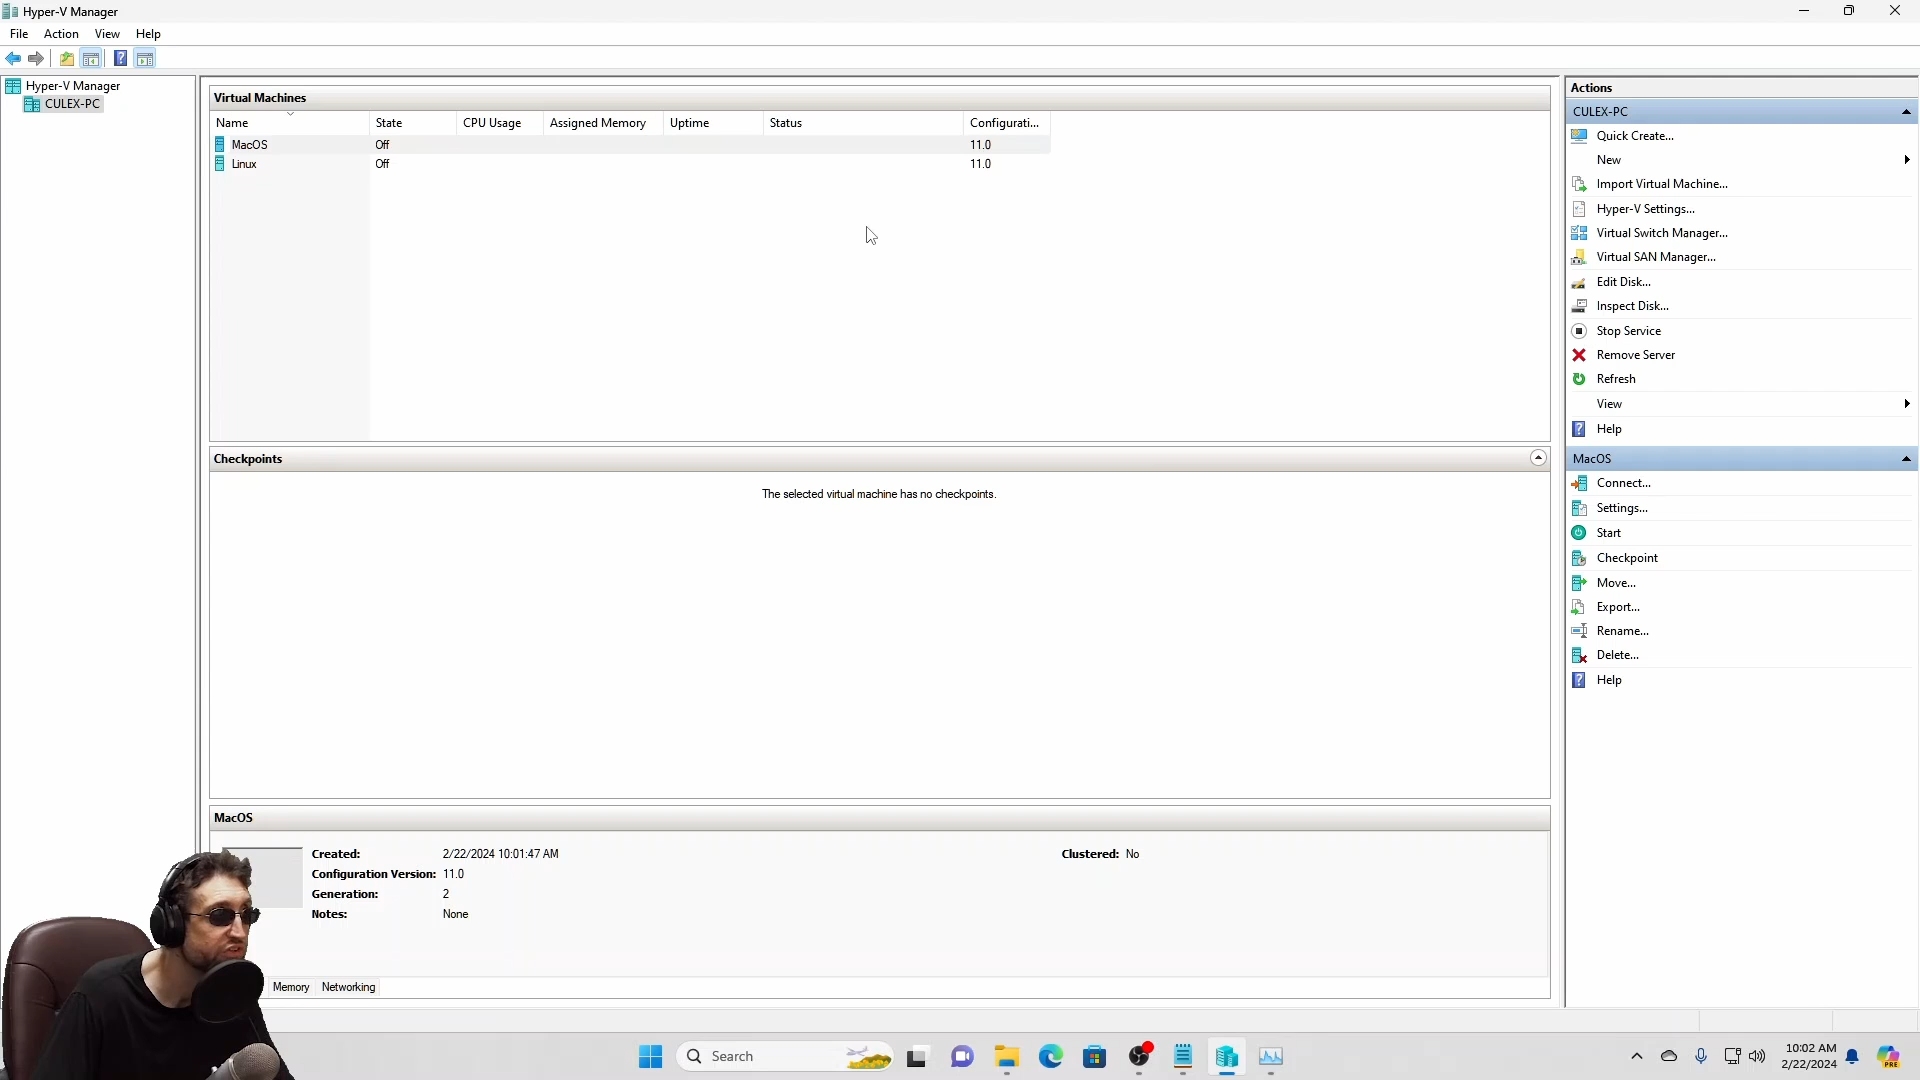 Hyper-V Manager
File Action View Help
Hyper-V Manager
CULEX-PC
Virtual Machines
Name State CPU Usage Assigned Memory Uptime Status Configurati...
MacOS Off 11.0
Linux Off 11.0
Checkpoints
The selected virtual machine has no checkpoints.
MacOS
Created: 2/22/2024 10:01:47 AM Clustered: No
Configuration Version: 11.0
Generation: 2
Notes: None
Memory Networking
Actions
CULEX-PC
Quick Create...
New
Import Virtual Machine...
Hyper-V Settings...
Virtual Switch Manager...
Virtual SAN Manager...
Edit Disk...
Inspect Disk...
Stop Service
Remove Server
Refresh
View
Help
MacOS
Connect...
Settings...
Start
Checkpoint
Move...
Export...
Rename...
Delete...
Help
Search
10:02 AM
2/22/2024
PRE